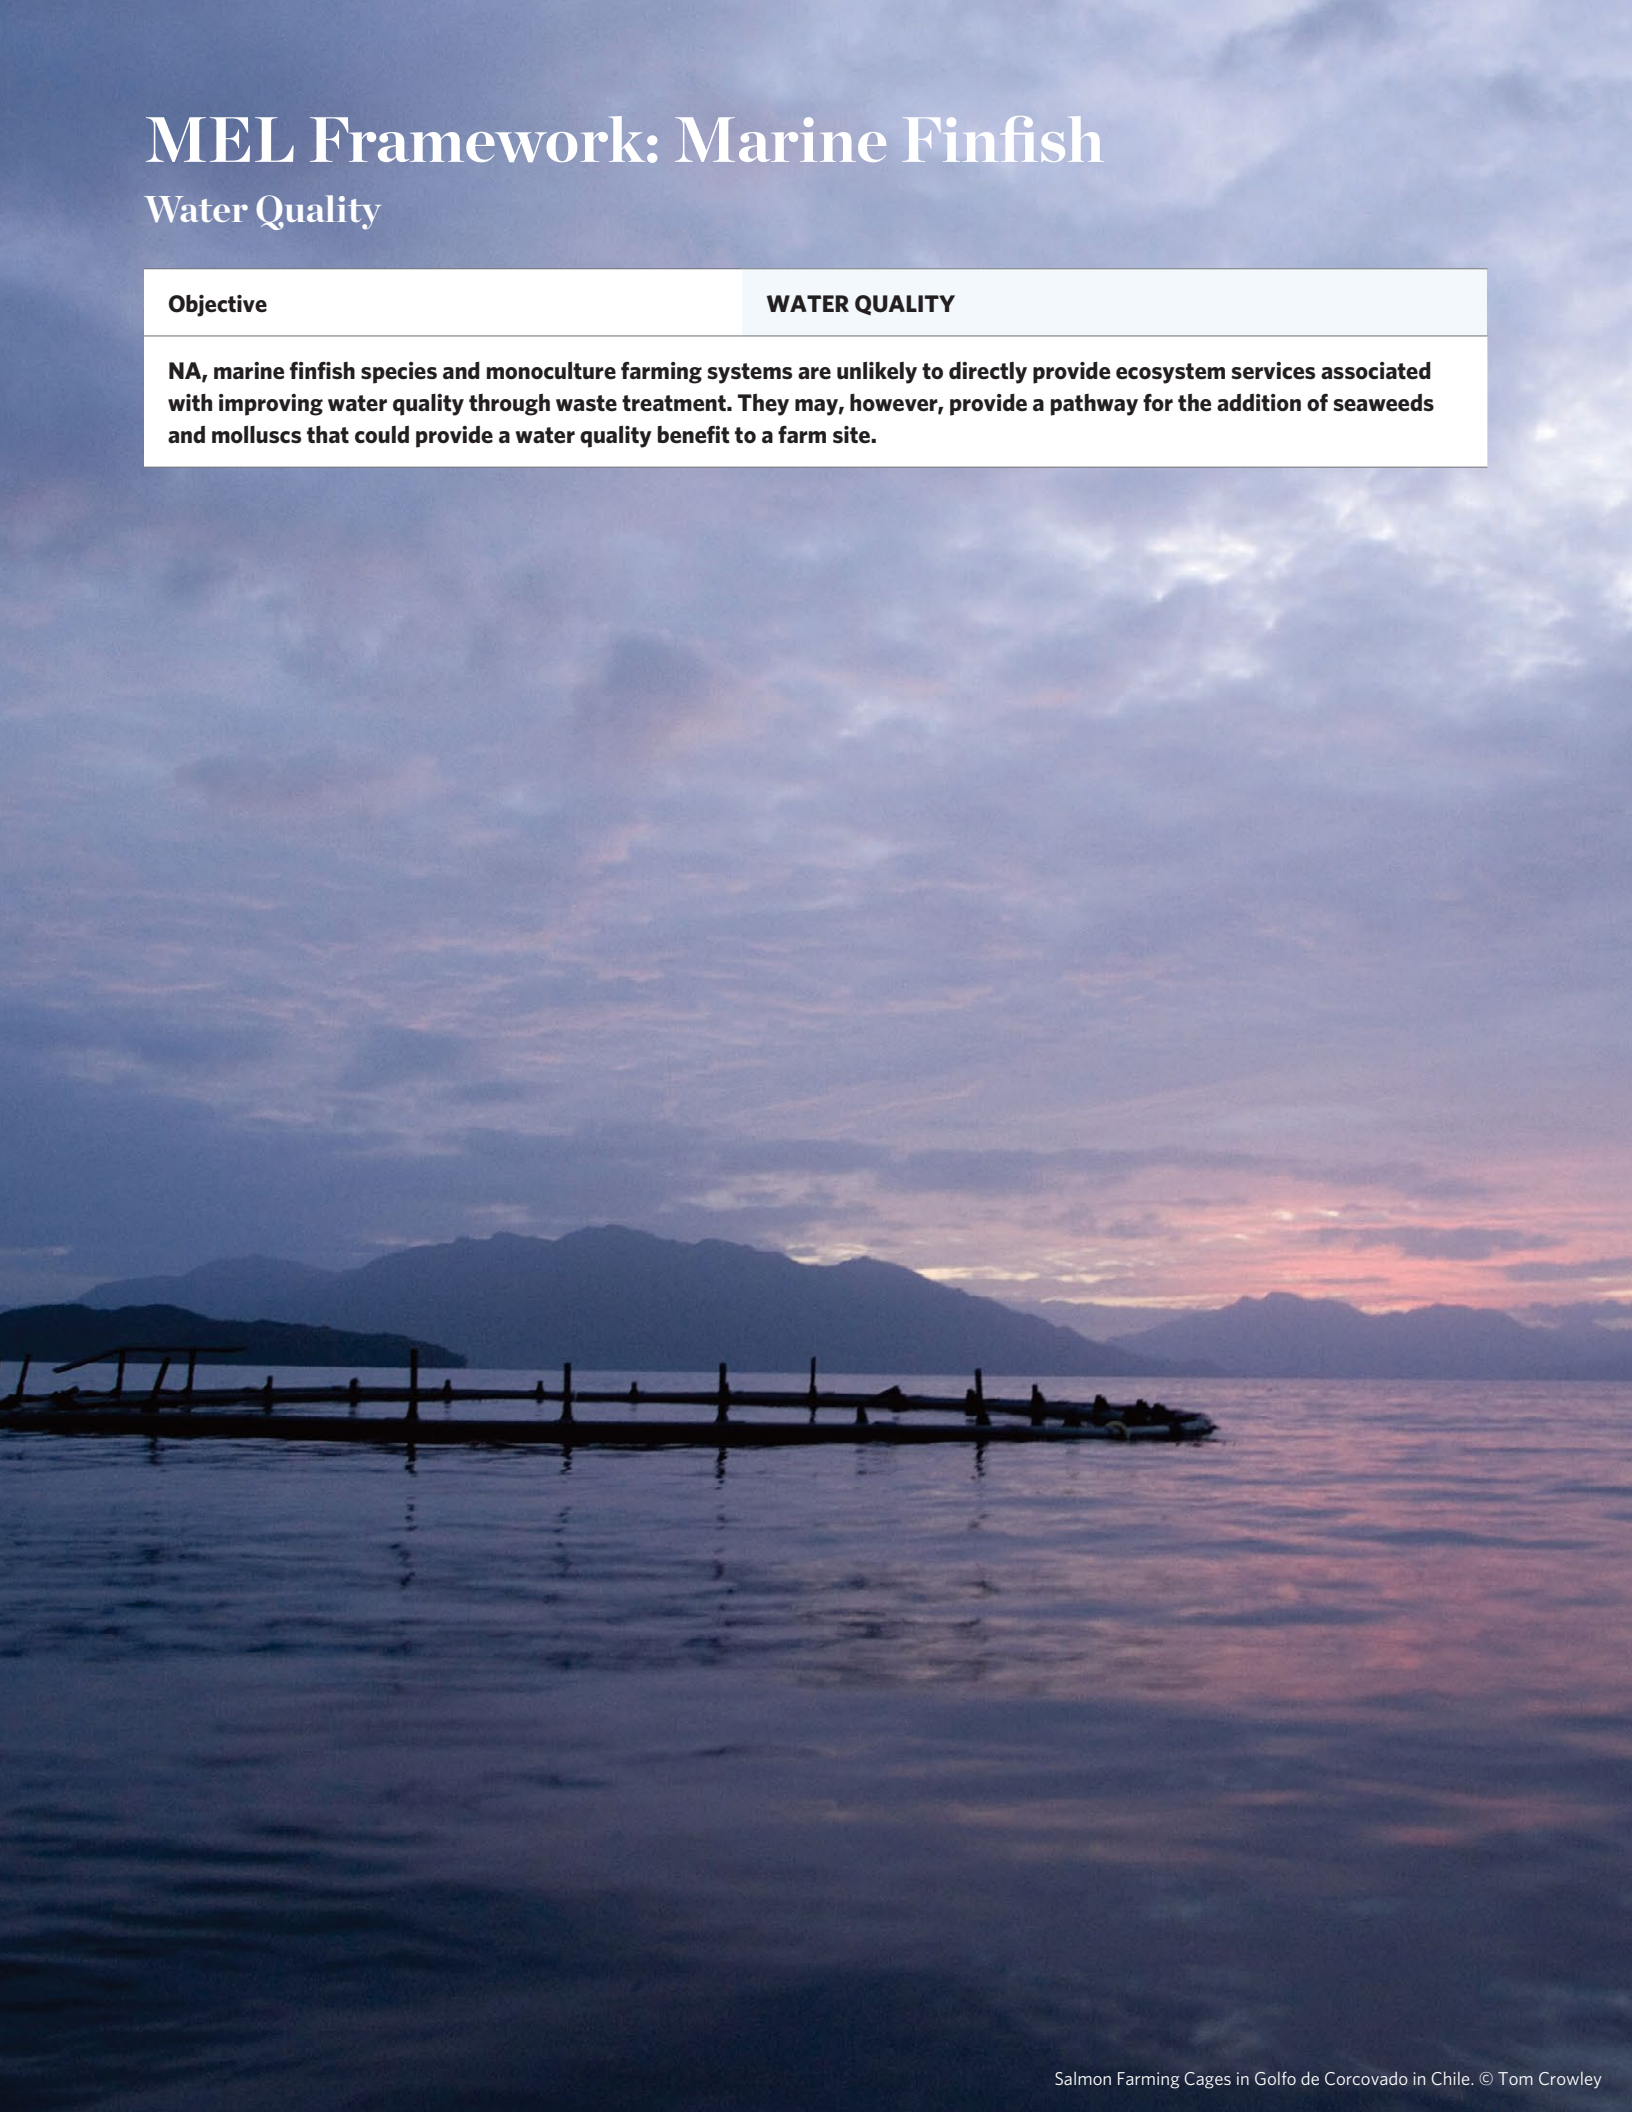 MEL Framework: Marine Finfish
Water Quality
Objective
WATER QUALITY
NA, marine finfish species and monoculture farming systems are unlikely to directly provide ecosystem services associated
with improving water quality through waste treatment. They may, however, provide a pathway for the addition of seaweeds
and molluscs that could provide a water quality benefit to a farm site.
Salmon Farming Cages in Golfo de Corcovado in Chile. © Tom Crowley